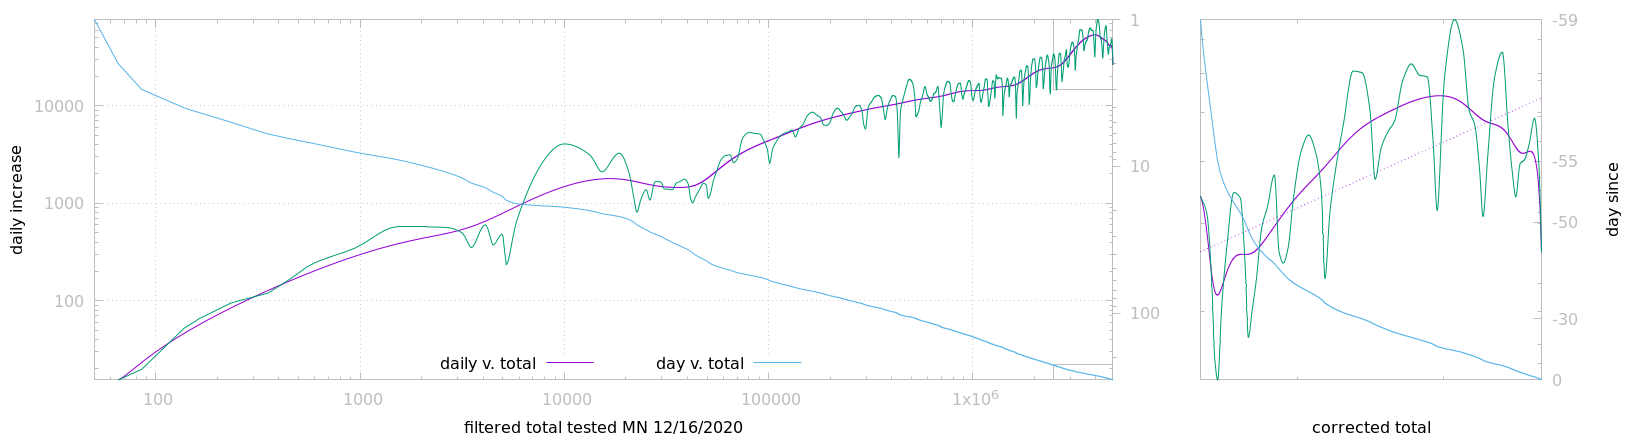 daily increase
10000
1000
100
100
1000
10000
100000
1x10^6
1
10
100
daily v. total
day v. total
filtered total tested MN 12/16/2020
-59
-55
-50
-30
0
day since
corrected total